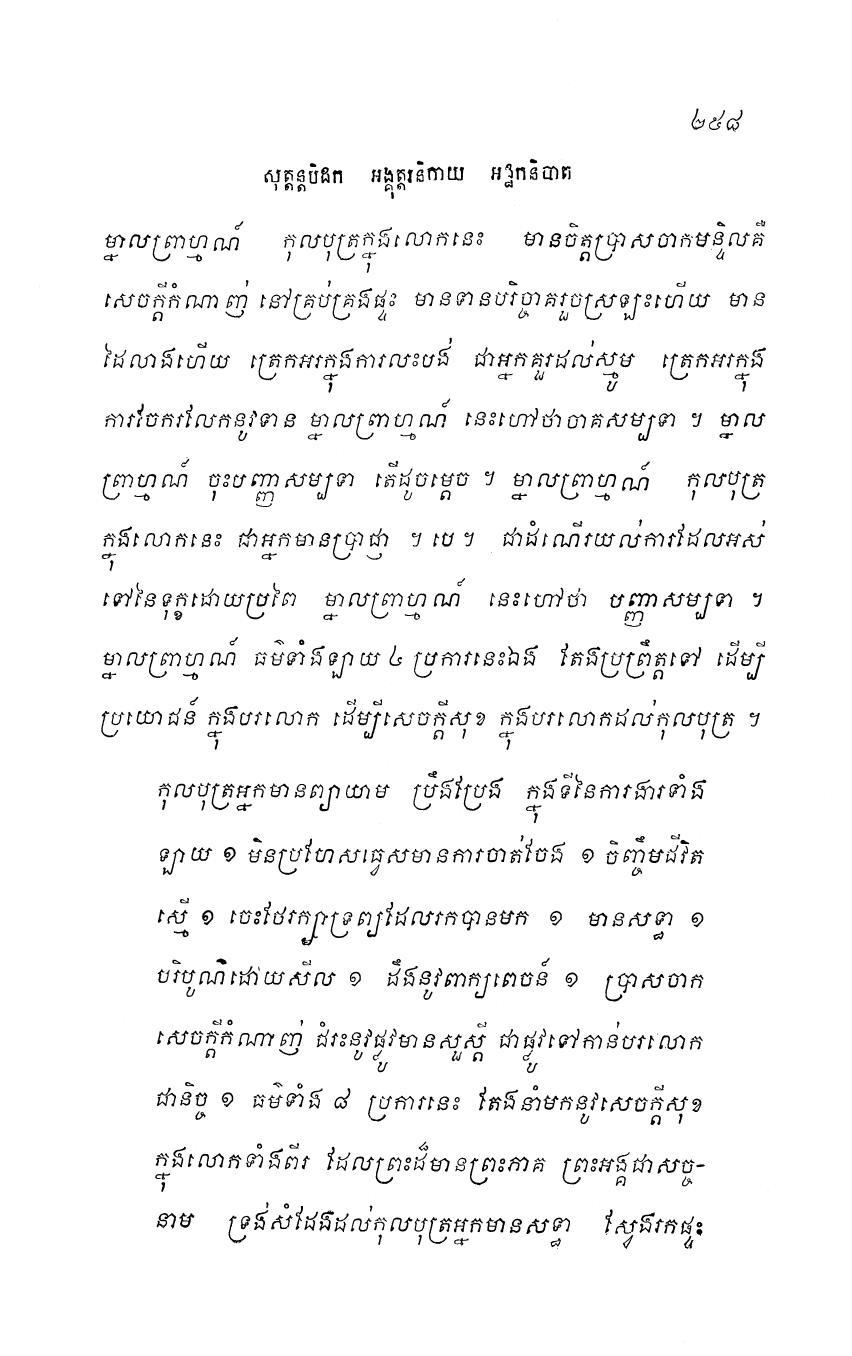 ២៥៨
សុត្តន្តបិដក អង្គុត្តរនិកាយ អដ្ឋកនិបាត
ម្នាលព្រាហ្មណ៍ កុលបុត្រក្នុងលោកនេះ មានចិត្តប្រាសចាកមន្ទិលគឺ
សេចក្តីកំណាញ់ នៅគ្រប់គ្រងផ្ទះ មានទានបរិច្ចាគរួចស្រឡះហើយ មាន
ដៃលាងហើយ ត្រេកអរក្នុងការលះបង់ ជាអ្នកគួរដល់ស្មូម ត្រេកអរក្នុង
ការចែករលែកនូវទាន ម្នាលព្រាហ្មណ៍ នេះហៅថាចាគសម្បទា ។ ម្នាល
ព្រាហ្មណ៍ ចុះបញ្ញាសម្បទា តើដូចម្តេច ។ ម្នាលព្រាហ្មណ៍ កុលបុត្រ
ក្នុងលោកនេះ ជាអ្នកមានប្រាជ្ញា ។ បេ ។ ជាដំណើរយល់ការដែលអស់
ទៅនៃទុក្ខដោយប្រពៃ ម្នាលព្រាហ្មណ៍ នេះហៅថា បញ្ញាសម្បទា ។
ម្នាលព្រាហ្មណ៍ ធម៌ទាំងឡាយ ៤ ប្រការនេះឯង តែងប្រព្រឹត្តទៅ ដើម្បី
ប្រយោជន៍ ក្នុងបរលោក ដើម្បីសេចក្តីសុខ ក្នុងបរលោកដល់កុលបុត្រ ។
កុលបុត្រអ្នកមានព្យាយាម ប្រឹងប្រែង ក្នុងទីនៃការងារទាំង
ឡាយ ១ មិនប្រហែសធ្វេសមានការចាត់ចែង ១ ចិញ្ចឹមជីវិត
ស្មើ ១ ចេះថែរក្សាទ្រព្យដែលរកបានមក ១ មានសទ្ធា ១
បរិបូណ៌ដោយសីល ១ ដឹងនូវពាក្យពេចន៍ ១ ប្រាសចាក
សេចក្តីកំណាញ់ ជំរះនូវផ្លូវមានសួស្តី ជាផ្លូវទៅកាន់បរលោក
ជានិច្ច ១ ធម៌ទាំង ៨ ប្រការនេះ តែងនាំមកនូវសេចក្តីសុខ
ក្នុងលោកទាំងពីរ ដែលព្រះដ៏មានព្រះភាគ ព្រះអង្គជាសច្ច-
នាម ទ្រង់សំដែងដល់កុលបុត្រអ្នកមានសទ្ធា ស្វែងរកផ្ទះ